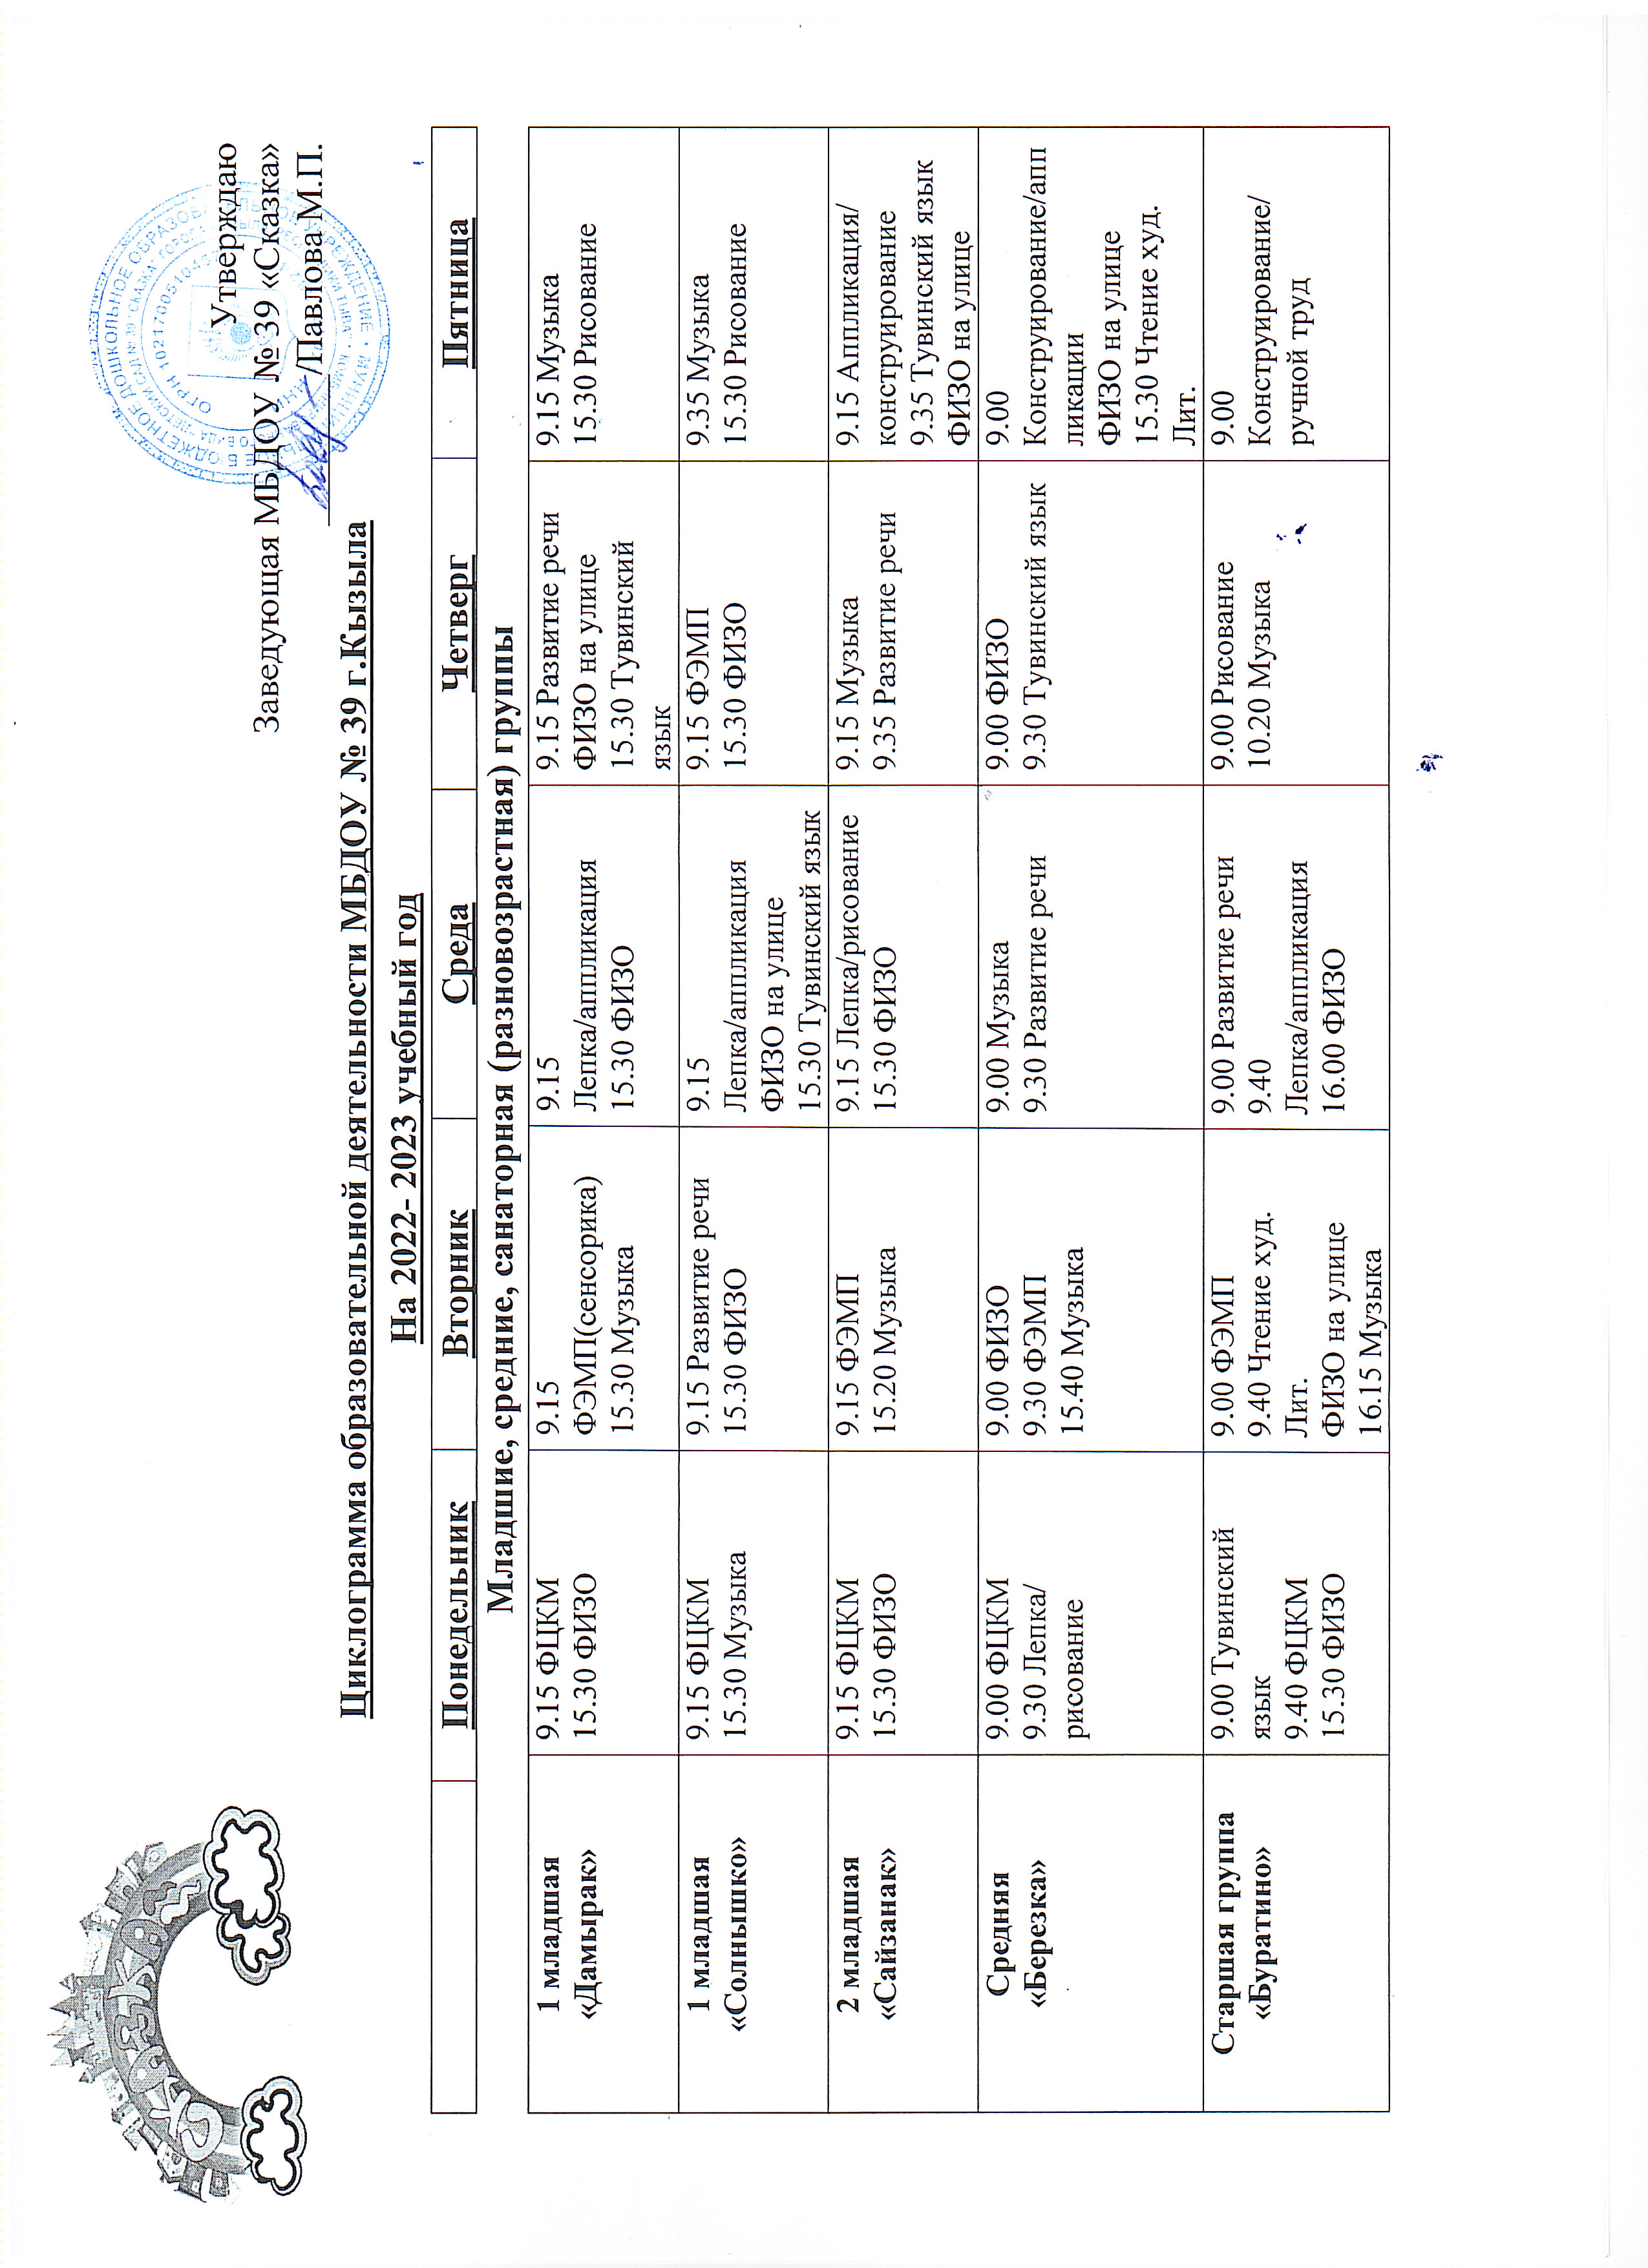 СКАЗКА
Утверждаю
Заведующая МБДОУ № 39 «Сказка»
/Павлова М.П.
Циклограмма образовательной деятельности МБДОУ № 39 г.Кызыла
На 2022- 2023 учебный год
Понедельник Вторник Среда Четверг Пятница
Младшие, средние, санаторная (разновозрастная) группы
1 младшая
«Дамырак»
9.15 ФЦКМ
15.30 ФИЗО
9.15
ФЭМП(сенсорика)
15.30 Музыка
9.15
Лепка/аппликация
15.30 ФИЗО
9.15 Развитие речи
ФИЗО на улице
15.30 Тувинский
язык
9.15 Музыка
15.30 Рисование
1 младшая
«Солнышко»
9.15 ФЦКМ
15.30 Музыка
9.15 Развитие речи
15.30 ФИЗО
9.15
Лепка/аппликация
ФИЗО на улице
15.30 Тувинский язык
9.15 ФЭМП
15.30 ФИЗО
9.35 Музыка
15.30 Рисование
2 младшая
«Сайзанак»
9.15 ФЦКМ
15.30 ФИЗО
9.15 ФЭМП
15.20 Музыка
9.15 Лепка/рисование
15.30 ФИЗО
9.15 Музыка
9.35 Развитие речи
9.15 Аппликация/
конструирование
9.35 Тувинский язык
ФИЗО на улице
Средняя
«Березка»
9.00 ФЦКМ
9.30 Лепка/
рисование
9.00 ФИЗО
9.30 ФЭМП
15.40 Музыка
9.00 Музыка
9.30 Развитие речи
9.00 ФИЗО
9.30 Тувинский язык
9.00
Конструирование/апп
ликации
ФИЗО на улице
15.30 Чтение худ.
Лит.
Старшая группа
«Буратино»
9.00 Тувинский
язык
9.40 ФЦКМ
15.30 ФИЗО
9.00 ФЭМП
9.40 Чтение худ.
Лит.
ФИЗО на улице
16.15 Музыка
9.00 Развитие речи
9.40
Лепка/аппликация
16.00 ФИЗО
9.00 Рисование
10.20 Музыка
9.00
Конструирование/
ручной труд